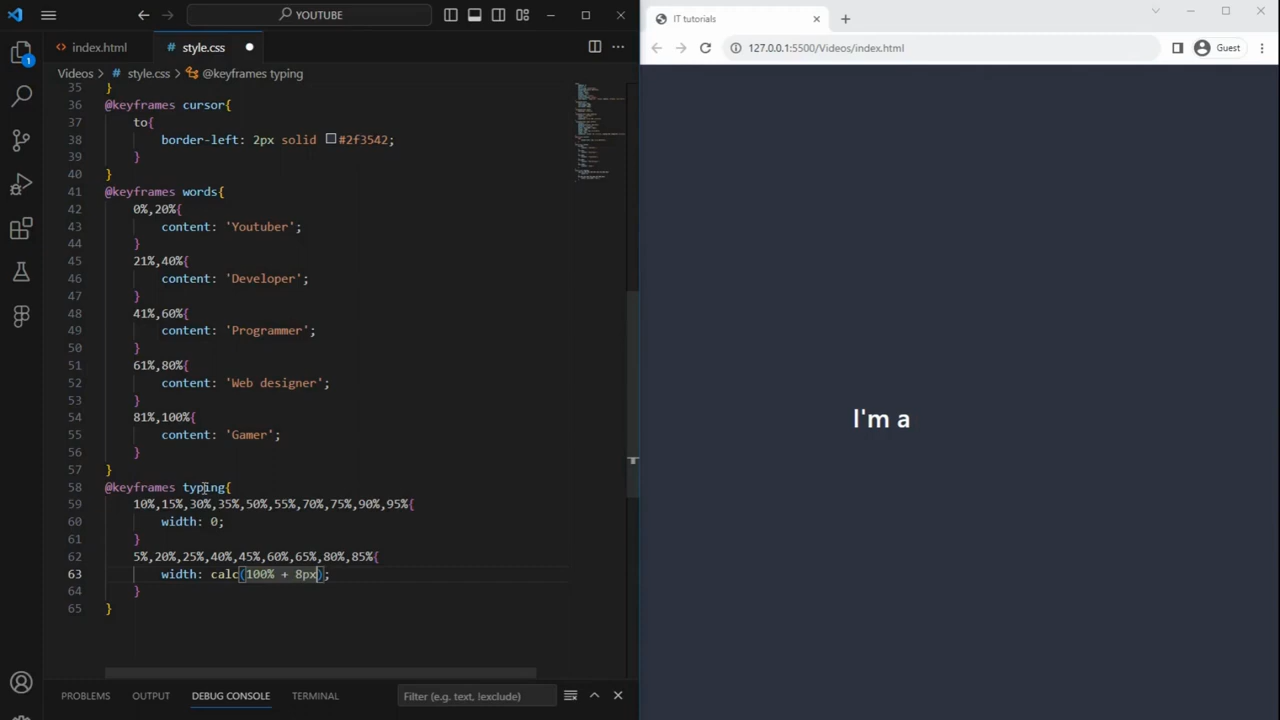 YOUTUBE
IT tutorials
127.0.0.1:5500/Videos/index.html
Guest
index.html
# style.css
Videos > # style.css > @keyframes typing
1
35 }
36 @keyframes cursor{
37 to{
38 border-left: 2px solid #2f3542;
39 }
40 }
41 @keyframes words{
42 0%,20%{
43 content: 'Youtuber';
44 }
45 21%,40%{
46 content: 'Developer';
47 }
48 41%,60%{
49 content: 'Programmer';
50 }
51 61%,80%{
52 content: 'Web designer';
53 }
54 81%,100%{
55 content: 'Gamer';
56 }
57 }
58 @keyframes typing{
59 10%,15%,30%,35%,50%,55%,70%,75%,90%,95%{
60 width: 0;
61 }
62 5%,20%,25%,40%,45%,60%,65%,80%,85%{
63 width: calc(100% + 8px);
64 }
65 }
I'm a
PROBLEMS OUTPUT DEBUG CONSOLE TERMINAL Filter (e.g. text, !exclude)